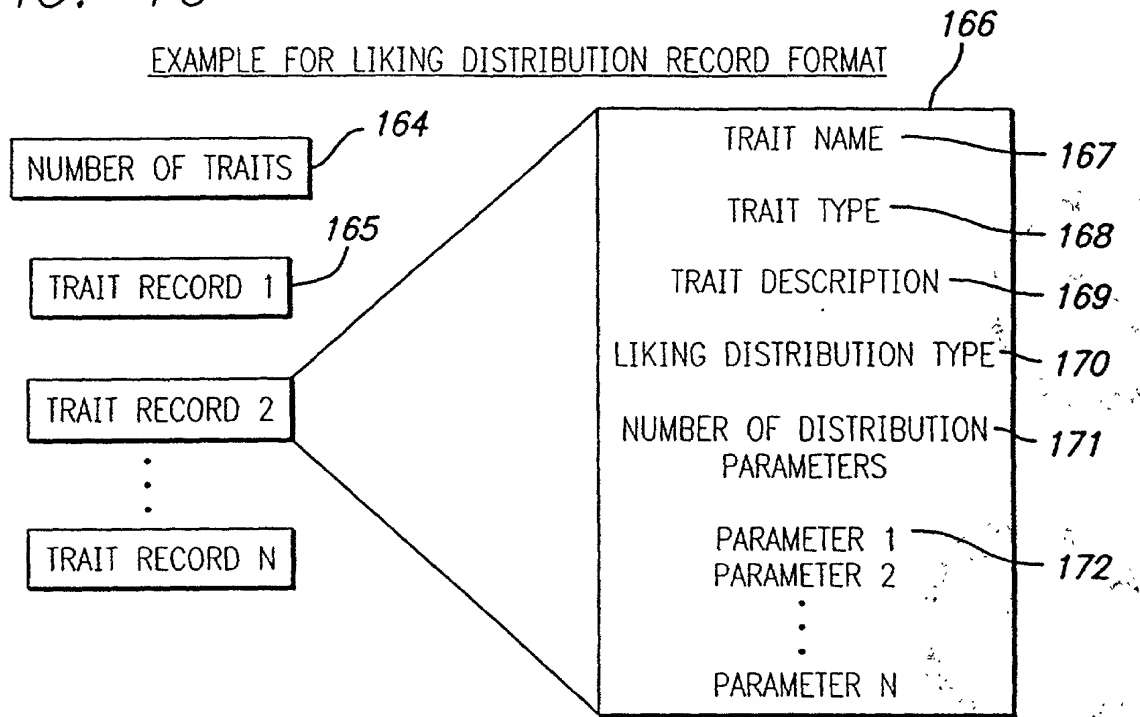 EXAMPLE FOR LIKING DISTRIBUTION RECORD FORMAT
166
NUMBER OF TRAITS
164
TRAIT RECORD 1
165
TRAIT RECORD 2
TRAIT RECORD N
TRAIT NAME
167
TRAIT TYPE
168
TRAIT DESCRIPTION
169
LIKING DISTRIBUTION TYPE
170
NUMBER OF DISTRIBUTION
PARAMETERS
171
PARAMETER 1
172
PARAMETER 2
PARAMETER N